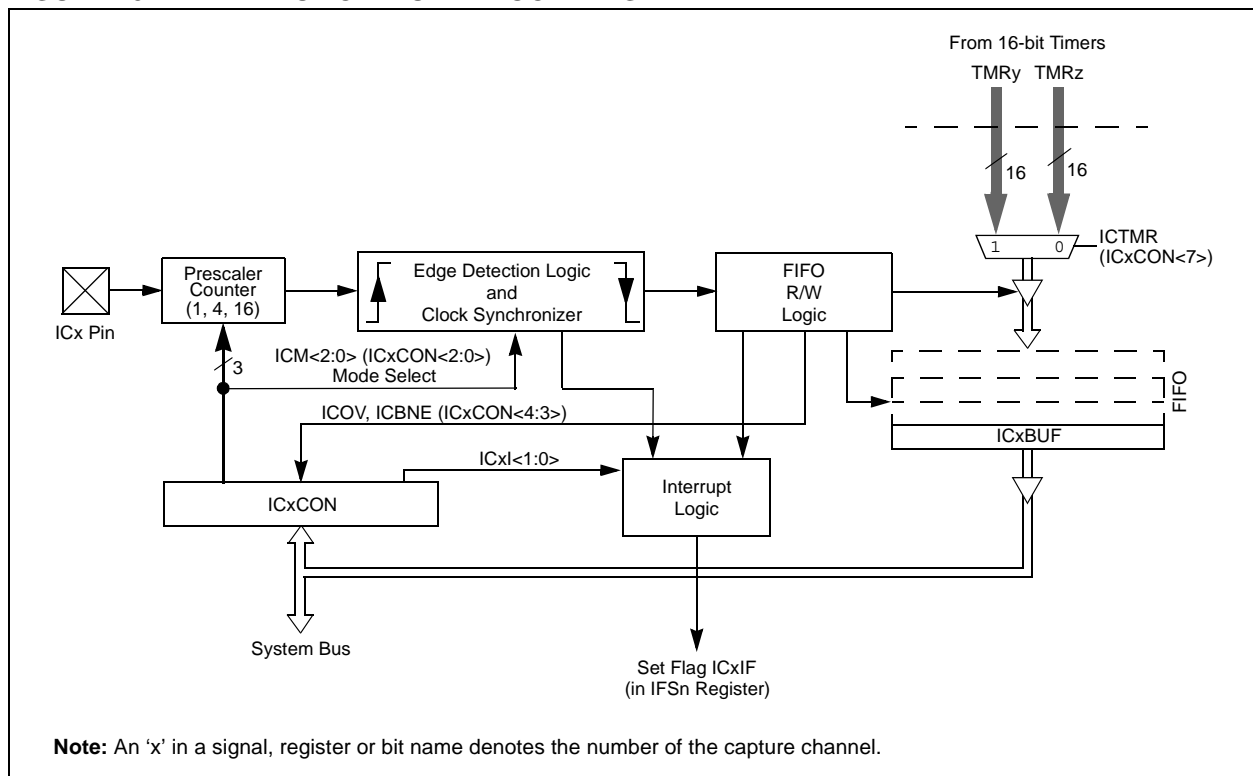 From 16-bit Timers
TMRy TMRz
16 16
1 0
ICTMR
(ICxCON<7>)
Prescaler
Counter
(1, 4, 16)
Edge Detection Logic
and
Clock Synchronizer
FIFO
R/W
Logic
ICx Pin
3
ICM<2:0> (ICxCON<2:0>)
Mode Select
FIFO
ICOV, ICBNE (ICxCON<4:3>)
ICxBUF
ICxI<1:0>
Interrupt
Logic
ICxCON
System Bus
Set Flag ICxIF
(in IFSn Register)
Note: An ‘x’ in a signal, register or bit name denotes the number of the capture channel.